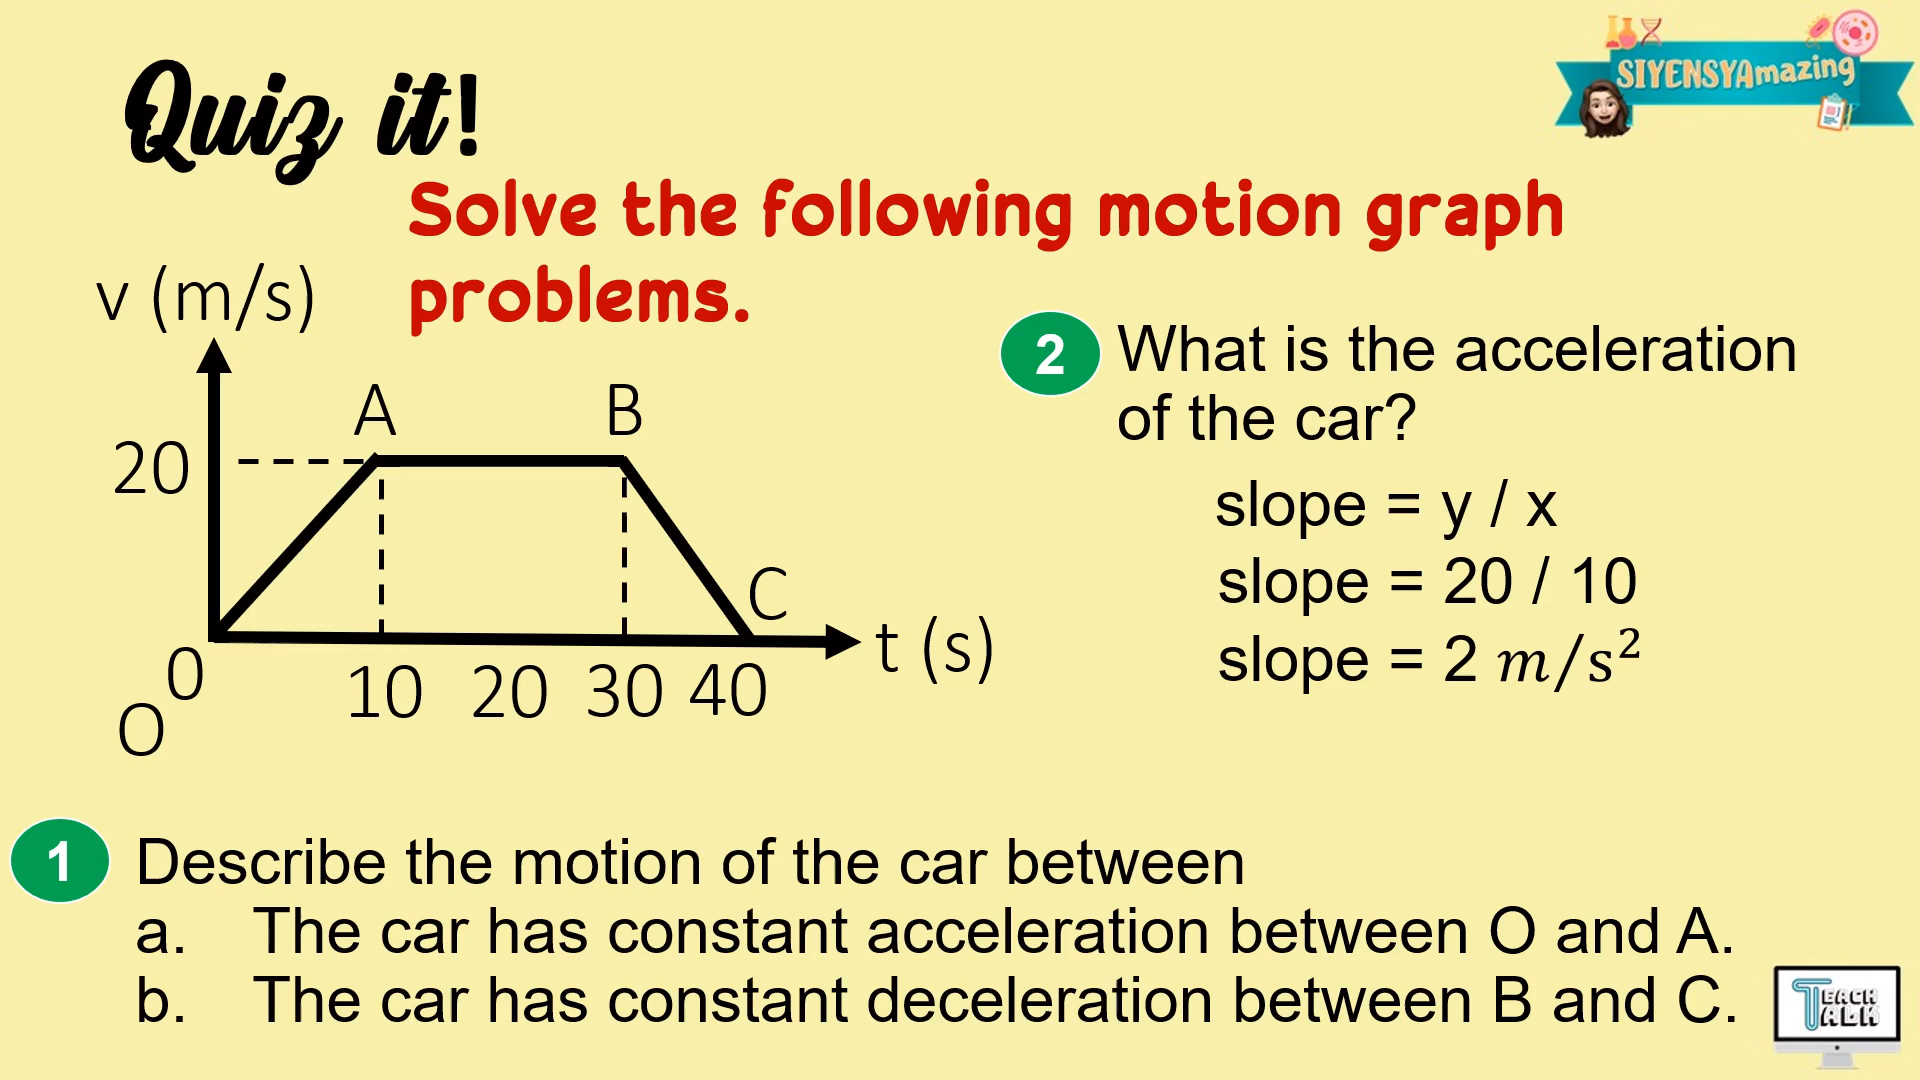 Quiz it!
SIYENSYAmazing
Solve the following motion graph
problems.
v (m/s)
20
A
B
C
t (s)
0
10 20 30 40
O
2
What is the acceleration
of the car?
slope = y / x
slope = 20 / 10
slope = 2 m/s²
1
Describe the motion of the car between
a. The car has constant acceleration between O and A.
b. The car has constant deceleration between B and C.
TEACH
TALK